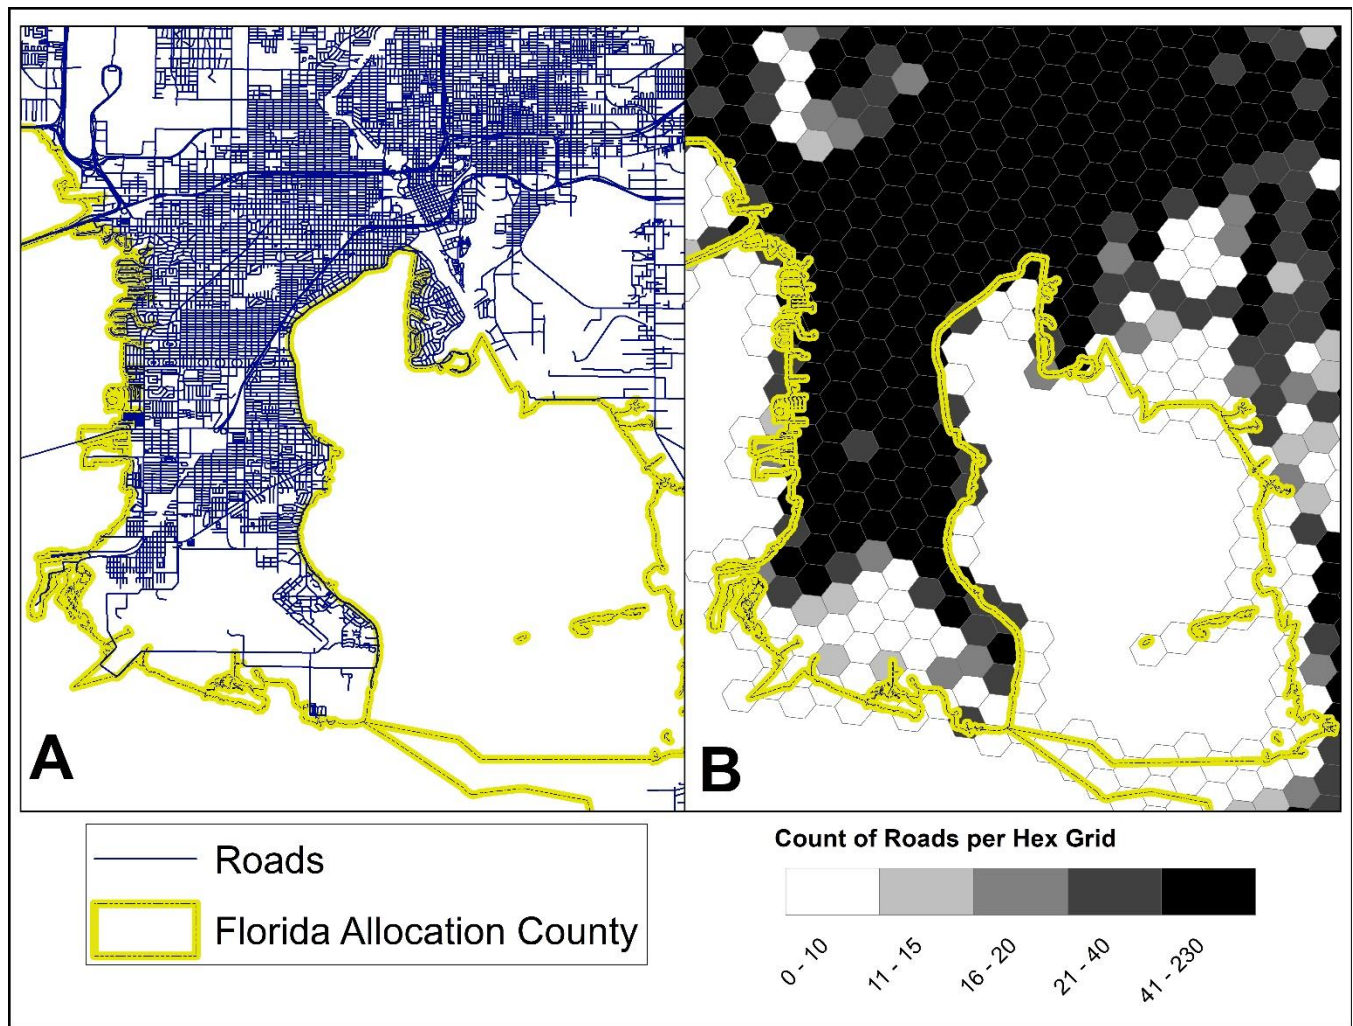 A
B
Roads
Florida Allocation County
Count of Roads per Hex Grid
0 - 10
11 - 15
16 - 20
21 - 40
41 - 230